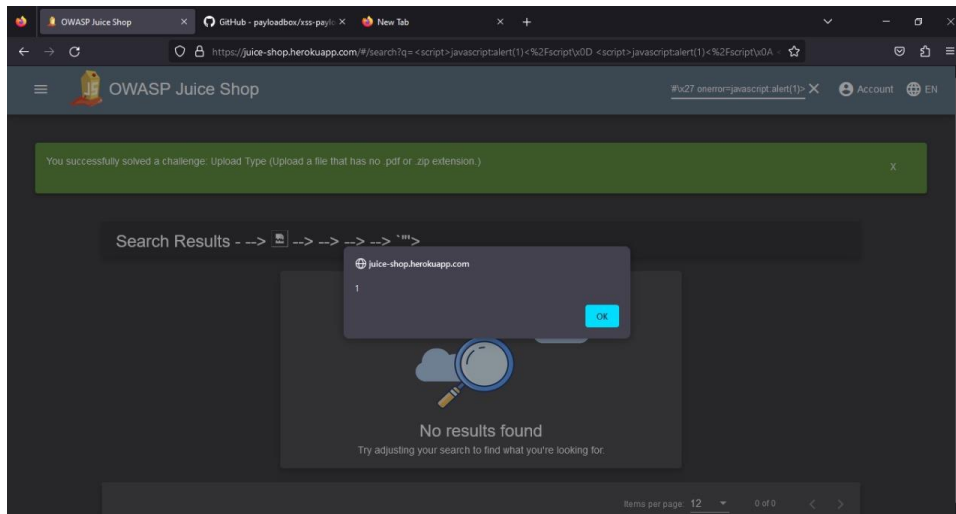 OWASP Juice Shop
GitHub - payloadbox/xss-paylo
New Tab
https://juice-shop.herokuapp.com/#/search?q=<script>javascript:alert(1)<%2Fscript\x0D <script>javascript:alert(1)<%2Fscript\x0A <
OWASP Juice Shop
'#\x27 onerror=javascript:alert(1)>
Account
EN
You successfully solved a challenge: Upload Type (Upload a file that has no .pdf or .zip extension.)
X
Search Results - --> --> --> --> --> `"'>
juice-shop.herokuapp.com
1
OK
No results found
Try adjusting your search to find what you're looking for.
Items per page: 12 0 of 0